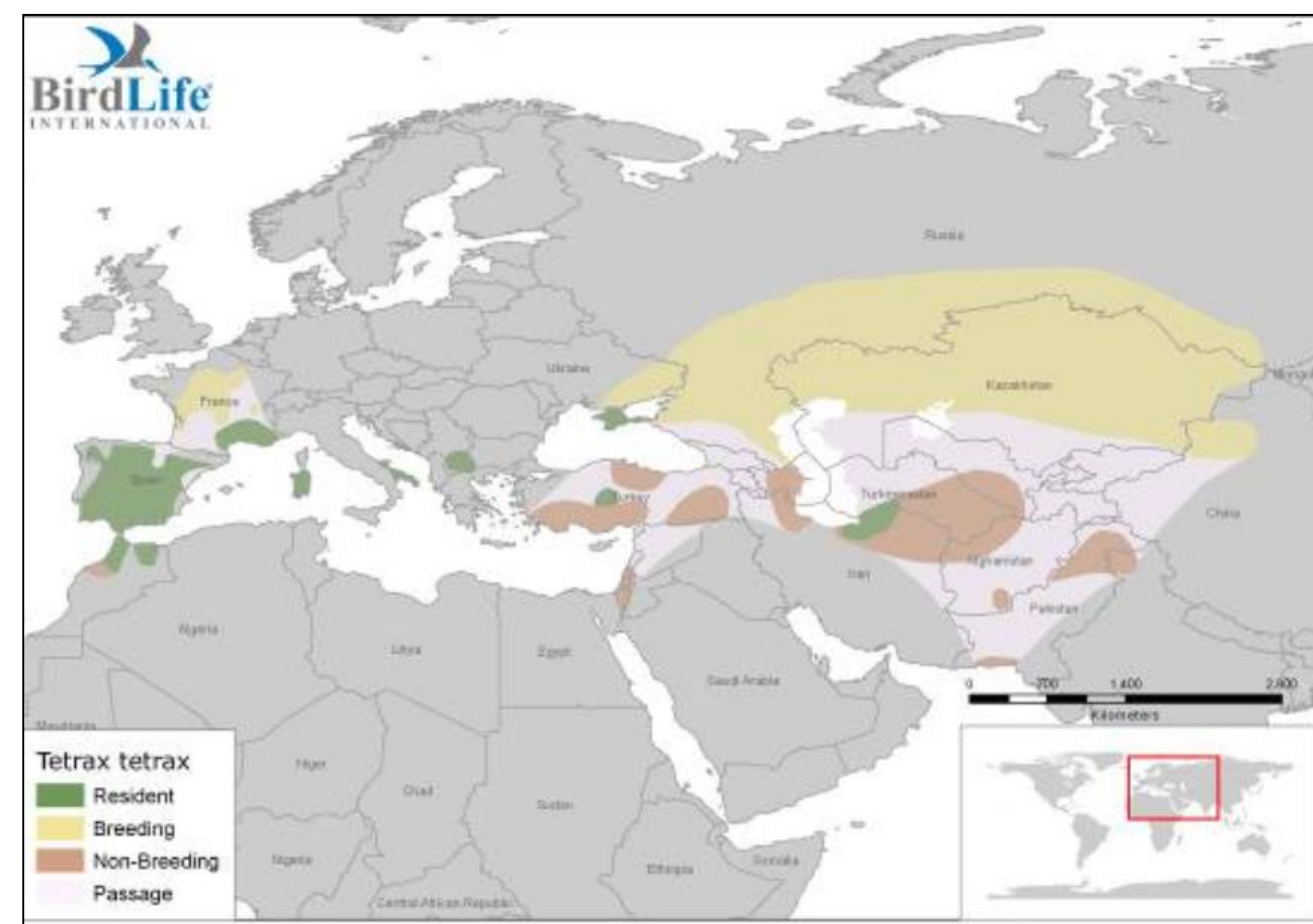 BirdLife
INTERNATIONAL
Russia
Ukraine
Kazakhstan
Mongol
France
Spain
Turkey
Turkmenistan
China
Afghanistan
Iran
Pakistan
Algeria
Libya
Egypt
Saudi Arabia
0 700 1,400 2,800
Kilometers
Mauritania
Niger
Chad
Sudan
Nigeria
Ethiopia
Somalia
Central African Republic
Tetrax tetrax
Resident
Breeding
Non-Breeding
Passage